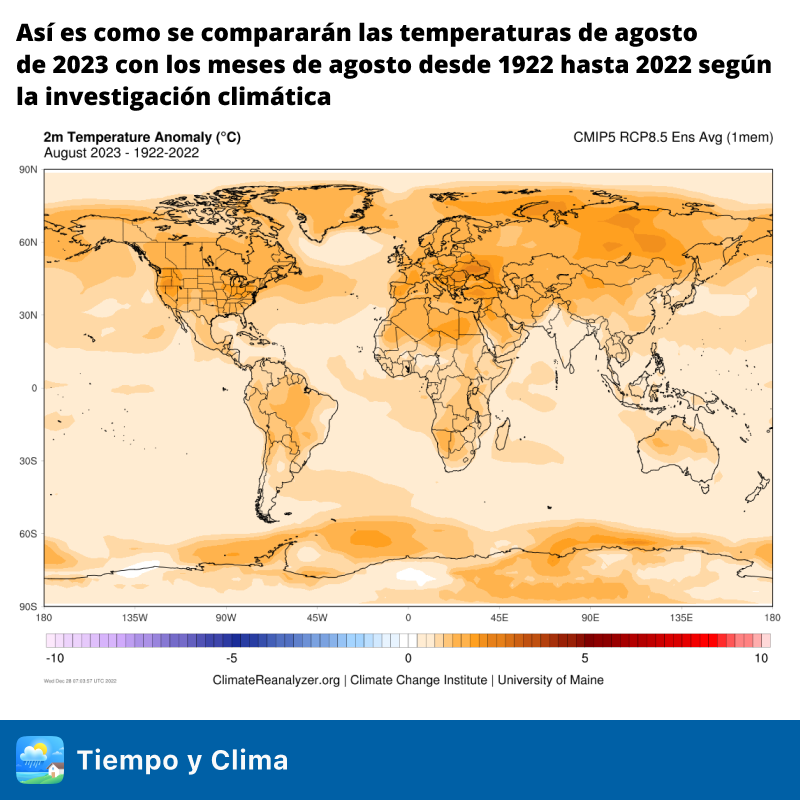 Así es como se compararán las temperaturas de agosto
de 2023 con los meses de agosto desde 1922 hasta 2022 según
la investigación climática
2m Temperature Anomaly (°C)
CMIP5 RCP8.5 Ens Avg (1mem)
August 2023 - 1922-2022
90N
60N
30N
0
30S
60S
90S
180 135W 90W 45W 0 45E 90E 135E 180
-10 -5 0 5 10
Wed Dec 28 07:03:57 UTC 2022
ClimateReanalyzer.org | Climate Change Institute | University of Maine
Tiempo y Clima